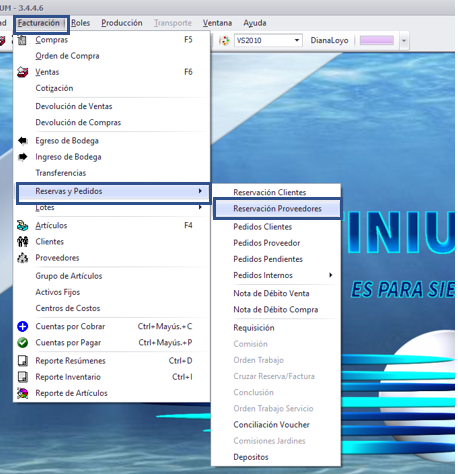 UM - 3.4.4.6
ad Facturación Roles Producción Transporte Ventana Ayuda
VS2010 DianaLoyo
Compras F5
Orden de Compra
Ventas F6
Cotización
Devolución de Ventas
Devolución de Compras
Egreso de Bodega
Ingreso de Bodega
Transferencias
Reservas y Pedidos
Lotes
Artículos F4
Clientes
Proveedores
Grupo de Artículos
Activos Fijos
Centros de Costos
Cuentas por Cobrar Ctrl+Mayús.+C
Cuentas por Pagar Ctrl+Mayús.+P
Reporte Resúmenes Ctrl+D
Reporte Inventario Ctrl+I
Reporte de Artículos
Reservación Clientes
Reservación Proveedores
Pedidos Clientes
Pedidos Proveedor
Pedidos Pendientes
Pedidos Internos
Nota de Débito Venta
Nota de Débito Compra
Requisición
Comisión
Orden Trabajo
Cruzar Reserva/Factura
Conclusión
Orden Trabajo Servicio
Conciliación Voucher
Comisiones Jardines
Depositos
INIU
ES PARA SIE